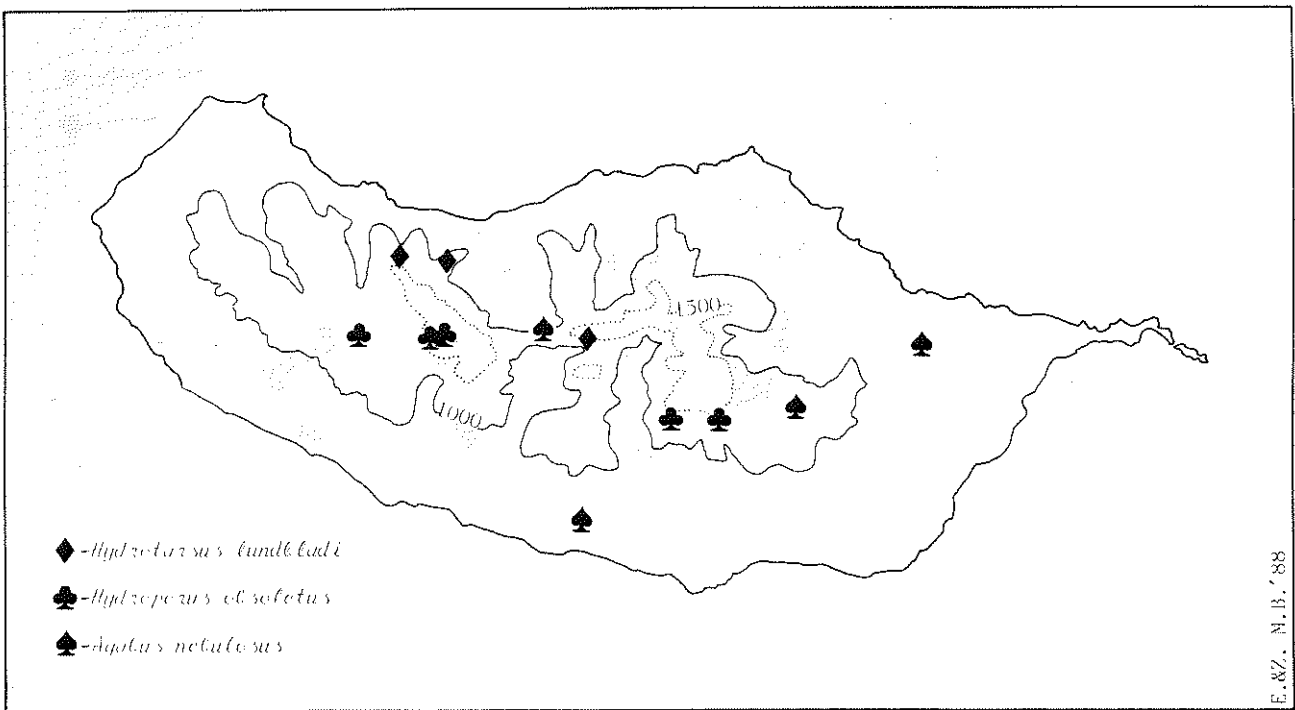 1500
1000
♦-Hydrotarsus lundbladi
♣-Hydroporus obsoletus
♠-Agabus nebulosus
E.&Z. M.B.'88